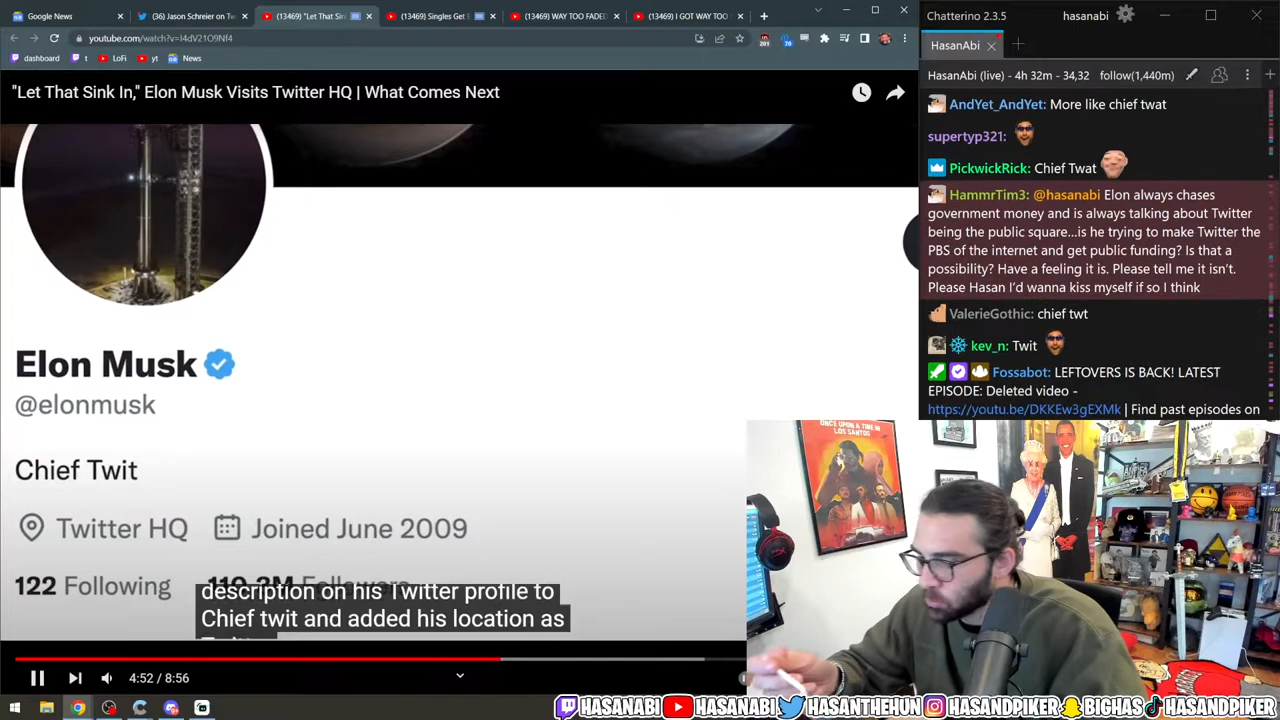 Google News
(36) Jason Schreier on Tw
(13469) "Let That Sin
(13469) Singles Get
(13469) WAY TOO FADED
(13469) I GOT WAY TOO
youtube.com/watch?v=I4dV21O9Nf4
201
70
dashboard
t
LoFi
yt
News
"Let That Sink In," Elon Musk Visits Twitter HQ | What Comes Next
Elon Musk
@elonmusk
Chief Twit
Twitter HQ
Joined June 2009
122 Following
Followers
description on his Twitter profile to
Chief twit and added his location as
4:52 / 8:56
Chatterino 2.3.5
hasanabi
HasanAbi
HasanAbi (live) - 4h 32m - 34,32
follow(1,440m)
AndYet_AndYet: More like chief twat
supertyp321:
PickwickRick: Chief Twat
HammrTim3: @hasanabi Elon always chases
government money and is always talking about Twitter
being the public square...is he trying to make Twitter the
PBS of the internet and get public funding? Is that a
possibility? Have a feeling it is. Please tell me it isn't.
Please Hasan I'd wanna kiss myself if so I think
ValerieGothic: chief twt
kev_n: Twit
Fossabot: LEFTOVERS IS BACK! LATEST
EPISODE: Deleted video -
https://youtu.be/DKKEw3gEXMk | Find past episodes on
ONCE UPON A TIME IN
LOS SANTOS
HASANABI
HASANABI
HASANTHEHUN
HASANDPIKER
BIGHAS
HASANDPIKER